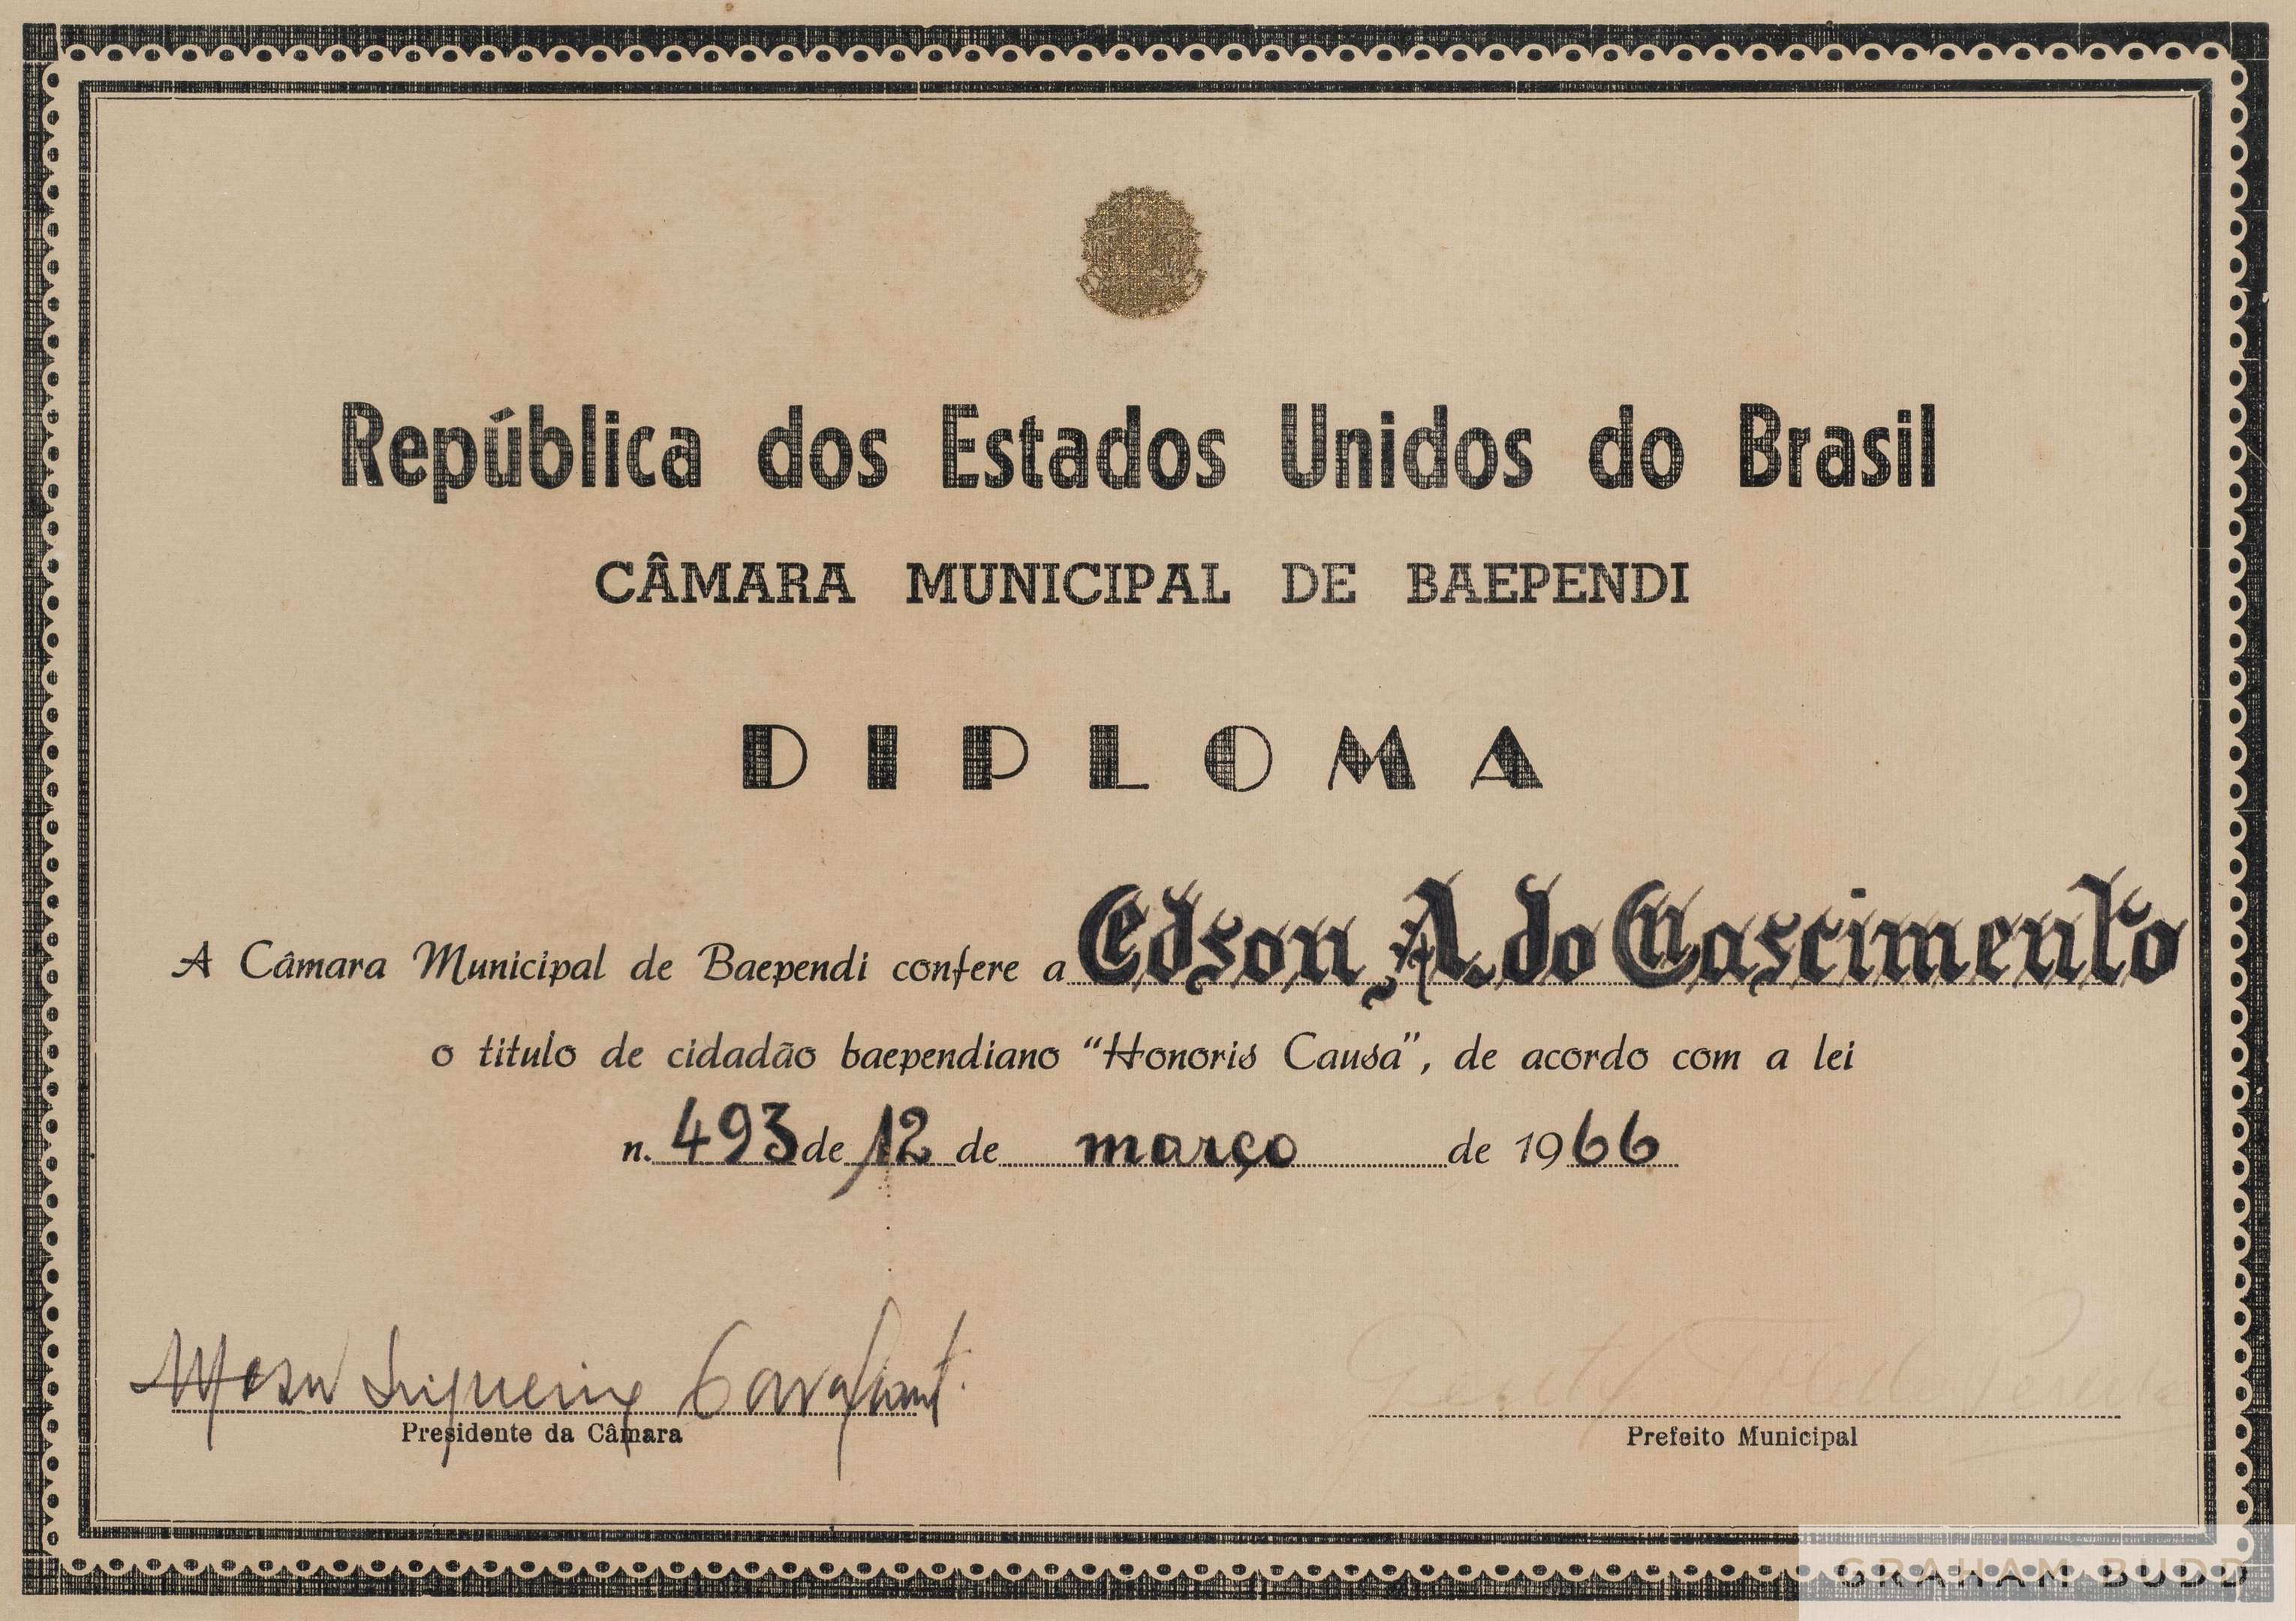 República dos Estados Unidos do Brasil
CÂMARA MUNICIPAL DE BAEPENDI
DIPLOMA
A Câmara Municipal de Baependi confere a Edson A. do Nascimento
o titulo de cidadão baependiano “Honoris Causa”, de acordo com a lei
n. 493 de 12 de março de 1966
Presidente da Câmara
Prefeito Municipal
GRAHAM BUDD